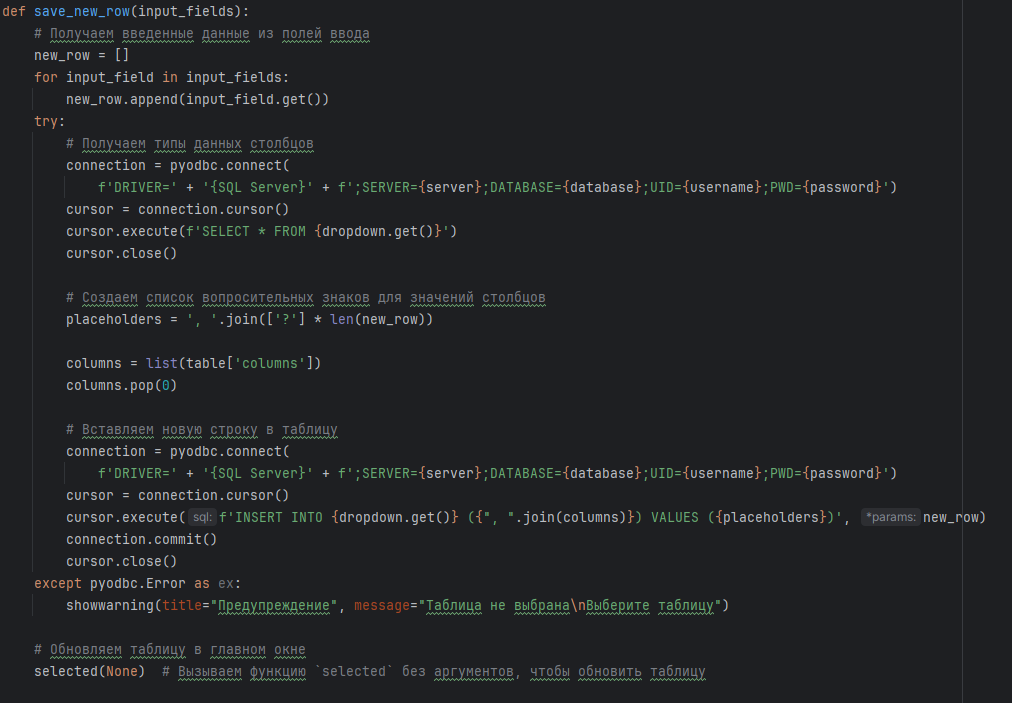 def save_new_row(input_fields):
    # Получаем введенные данные из полей ввода
    new_row = []
    for input_field in input_fields:
        new_row.append(input_field.get())
    try:
        # Получаем типы данных столбцов
        connection = pyodbc.connect(
            f'DRIVER=' + '{SQL Server}' + f';SERVER={server};DATABASE={database};UID={username};PWD={password}')
        cursor = connection.cursor()
        cursor.execute(f'SELECT * FROM {dropdown.get()}')
        cursor.close()

        # Создаем список вопросительных знаков для значений столбцов
        placeholders = ', '.join(['?'] * len(new_row))

        columns = list(table['columns'])
        columns.pop(0)

        # Вставляем новую строку в таблицу
        connection = pyodbc.connect(
            f'DRIVER=' + '{SQL Server}' + f';SERVER={server};DATABASE={database};UID={username};PWD={password}')
        cursor = connection.cursor()
        cursor.execute( sql: f'INSERT INTO {dropdown.get()} ({", ".join(columns)}) VALUES ({placeholders})', *params: new_row)
        connection.commit()
        cursor.close()
    except pyodbc.Error as ex:
        showwarning(title="Предупреждение", message="Таблица не выбрана\nВыберите таблицу")

    # Обновляем таблицу в главном окне
    selected(None)  # Вызываем функцию `selected` без аргументов, чтобы обновить таблицу